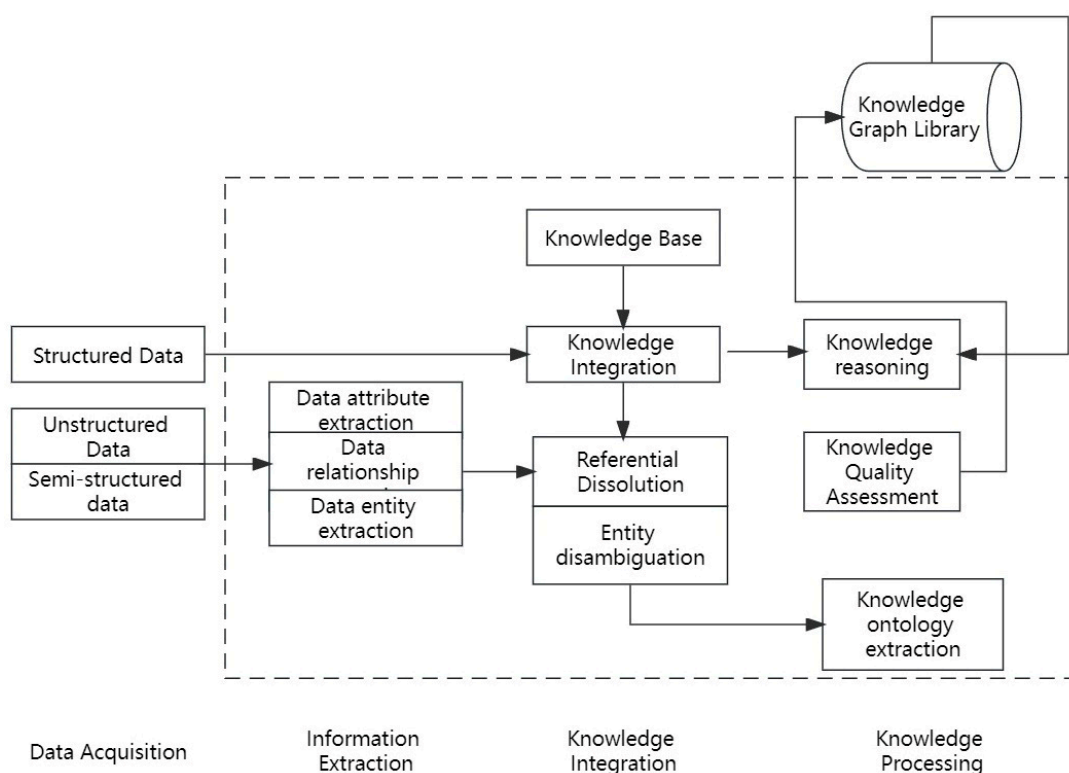 Knowledge
Graph Library
Knowledge Base
Structured Data
Knowledge
Integration
Knowledge
reasoning
Unstructured
Data
Semi-structured
data
Data attribute
extraction
Data
relationship
Data entity
extraction
Referential
Dissolution
Entity
disambiguation
Knowledge
Quality
Assessment
Knowledge
ontology
extraction
Data Acquisition
Information
Extraction
Knowledge
Integration
Knowledge
Processing